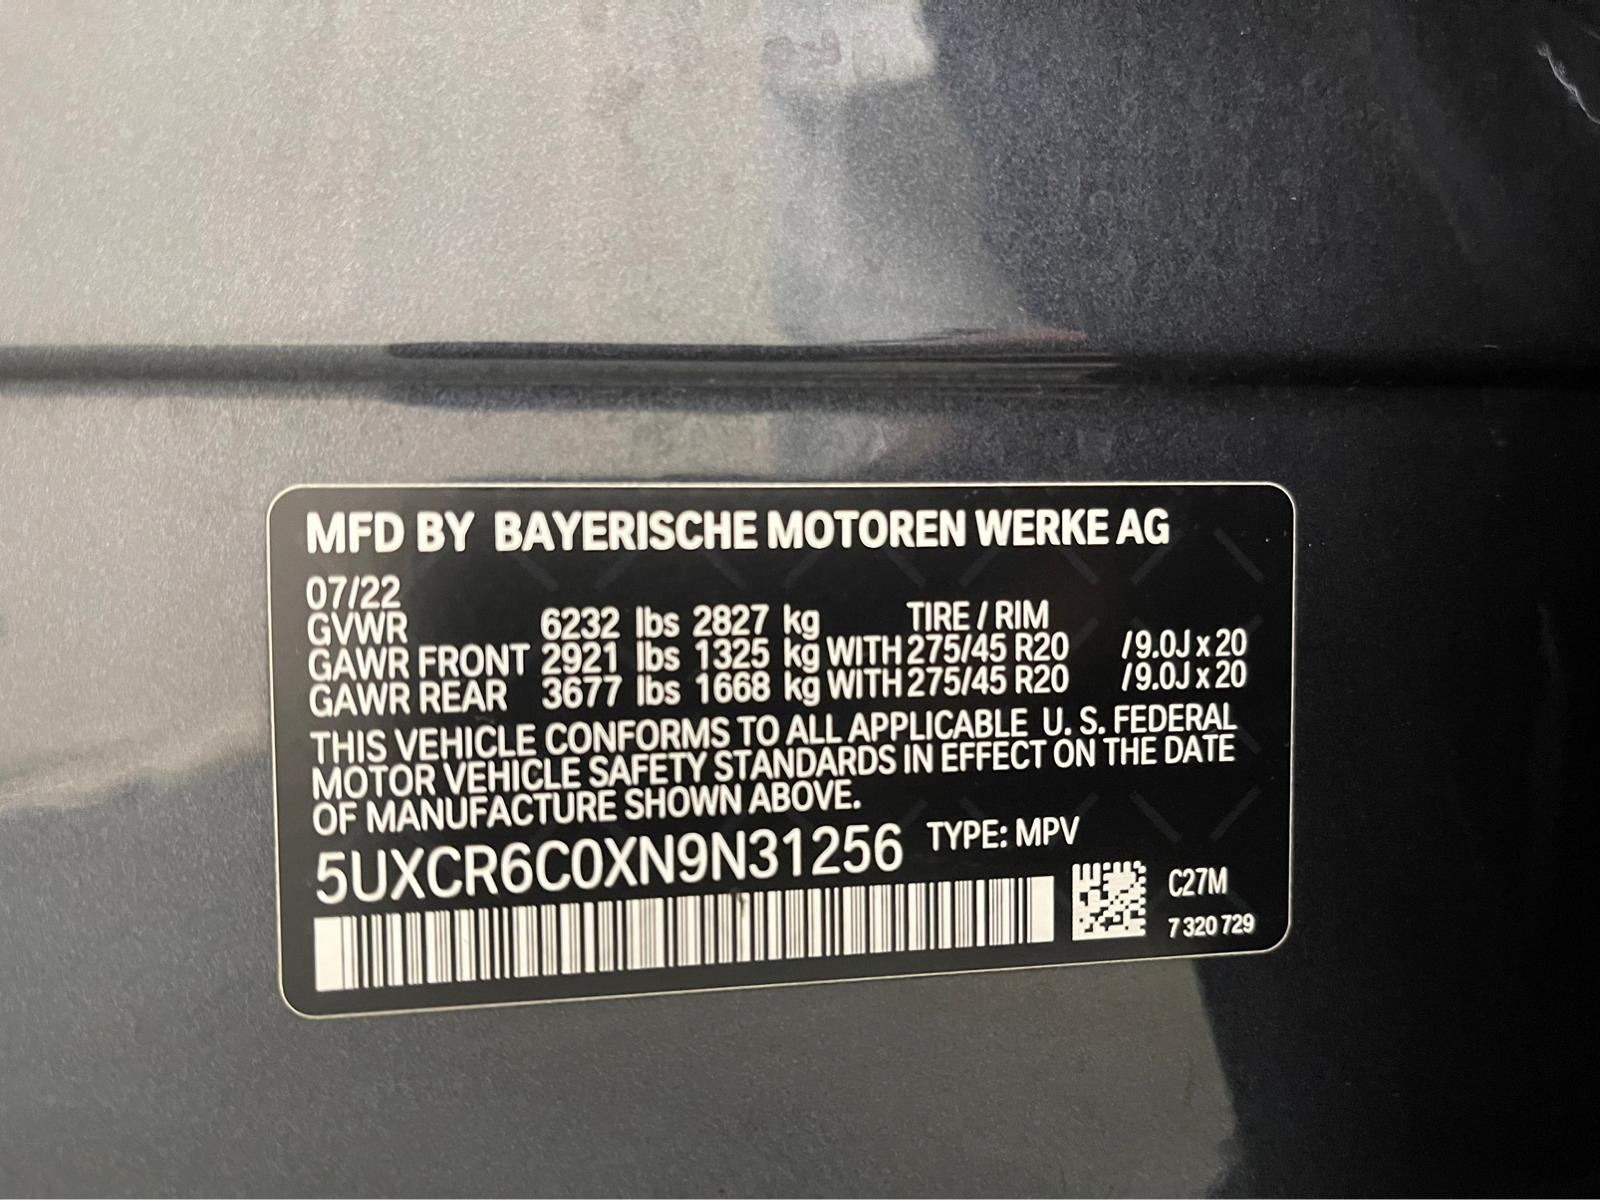 MFD BY BAYERISCHE MOTOREN WERKE AG
07/22
GVWR 6232 lbs 2827 kg TIRE / RIM
GAWR FRONT 2921 lbs 1325 kg WITH 275/45 R20 /9.0J x 20
GAWR REAR 3677 lbs 1668 kg WITH 275/45 R20 /9.0J x 20
THIS VEHICLE CONFORMS TO ALL APPLICABLE U. S. FEDERAL
MOTOR VEHICLE SAFETY STANDARDS IN EFFECT ON THE DATE
OF MANUFACTURE SHOWN ABOVE.
5UXCR6C0XN9N31256 TYPE: MPV
C27M
7 320 729